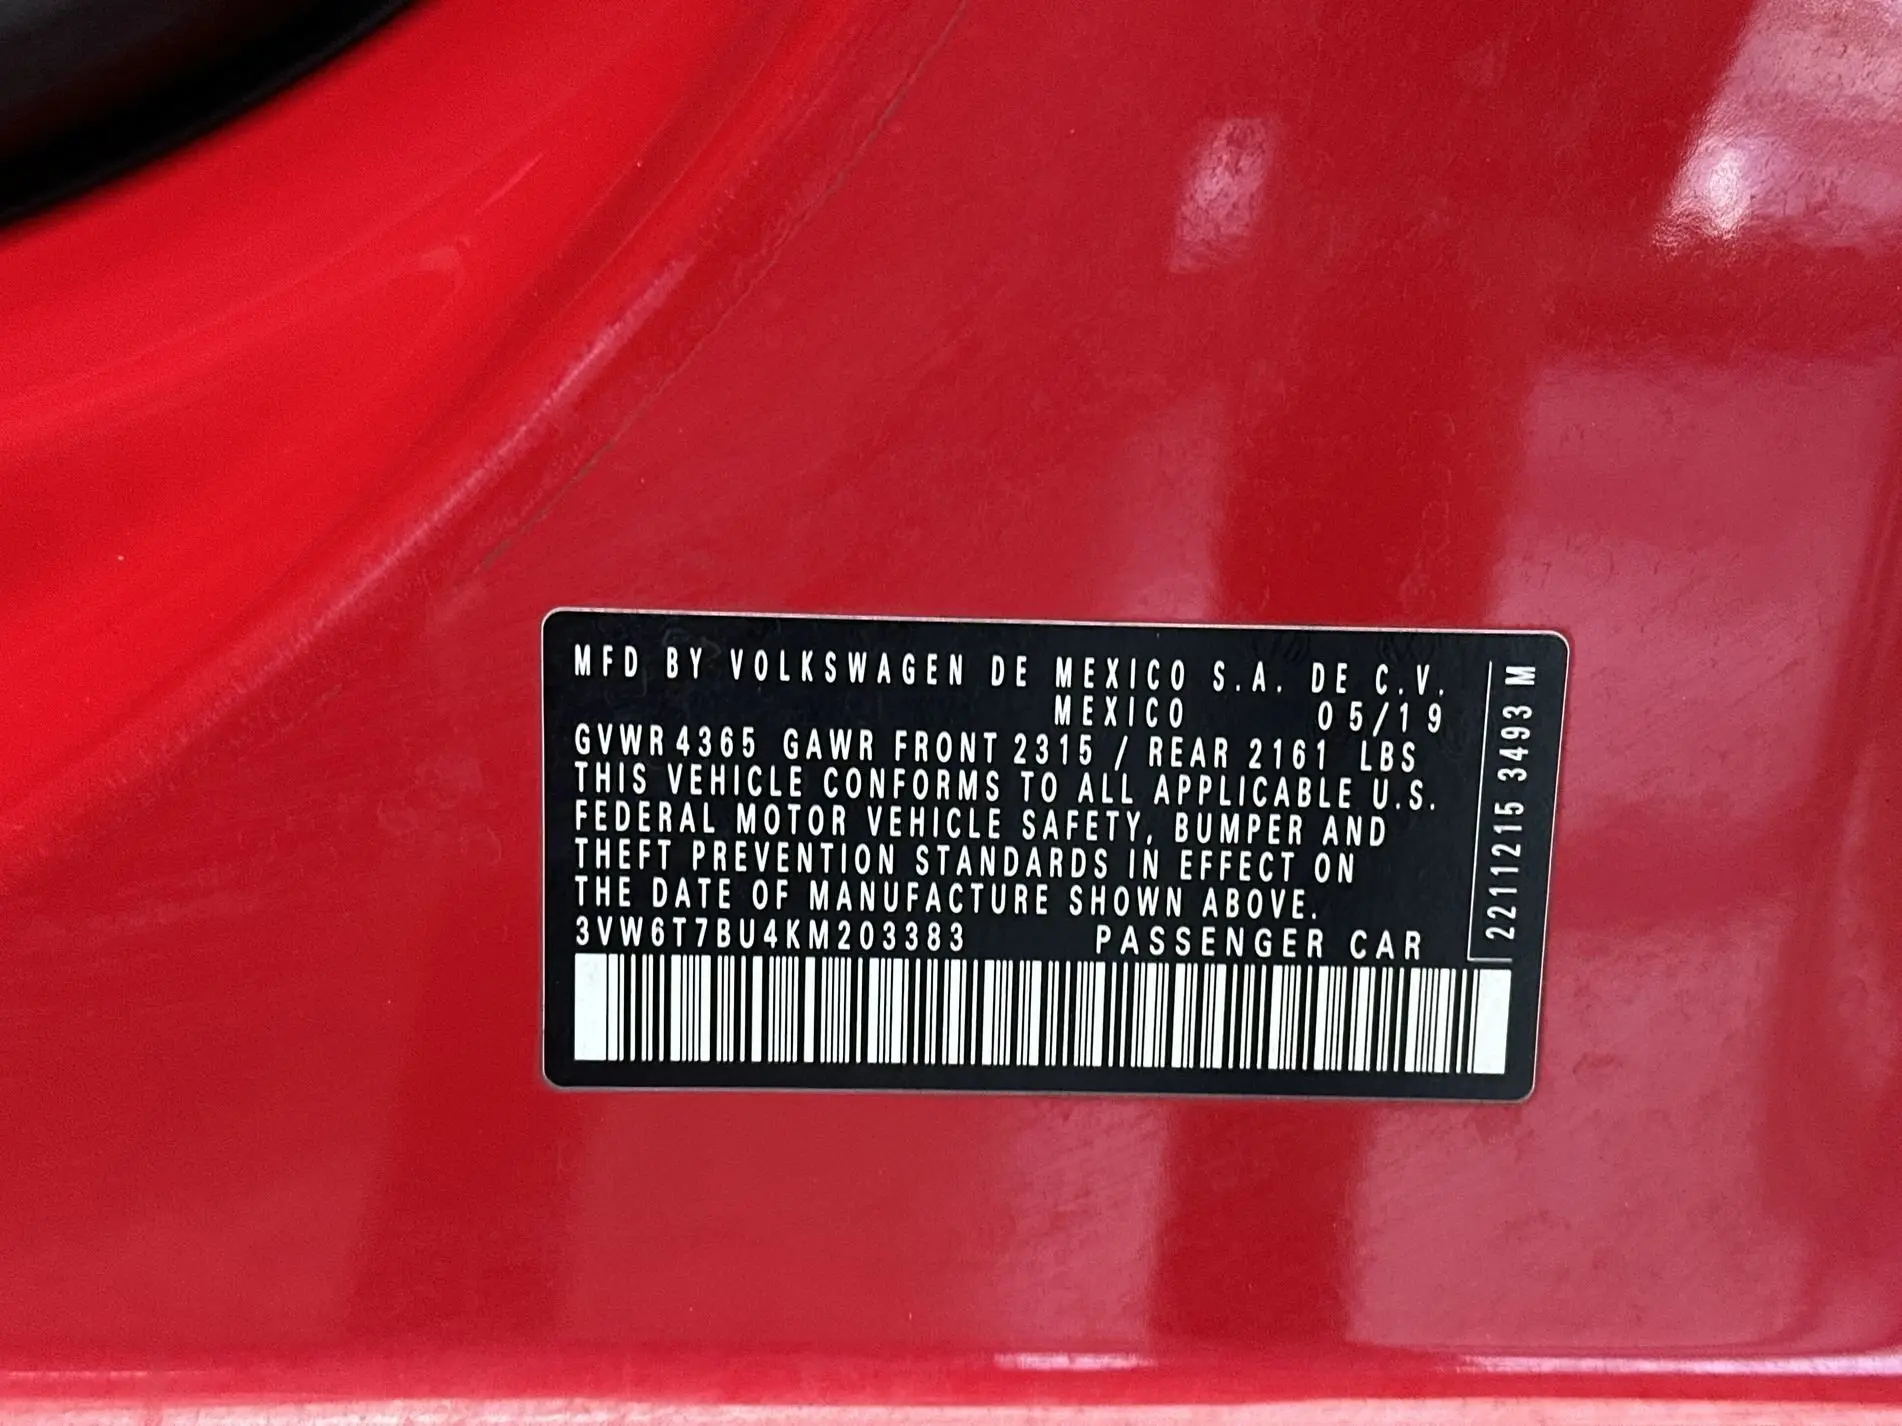 MFD BY VOLKSWAGEN DE MEXICO S.A. DE C.V.
MEXICO 05/19
GVWR 4365 GAWR FRONT 2315 / REAR 2161 LBS
THIS VEHICLE CONFORMS TO ALL APPLICABLE U.S.
FEDERAL MOTOR VEHICLE SAFETY, BUMPER AND
THEFT PREVENTION STANDARDS IN EFFECT ON
THE DATE OF MANUFACTURE SHOWN ABOVE.
3VW6T7BU4KM203383 PASSENGER CAR
2211215 3493 M